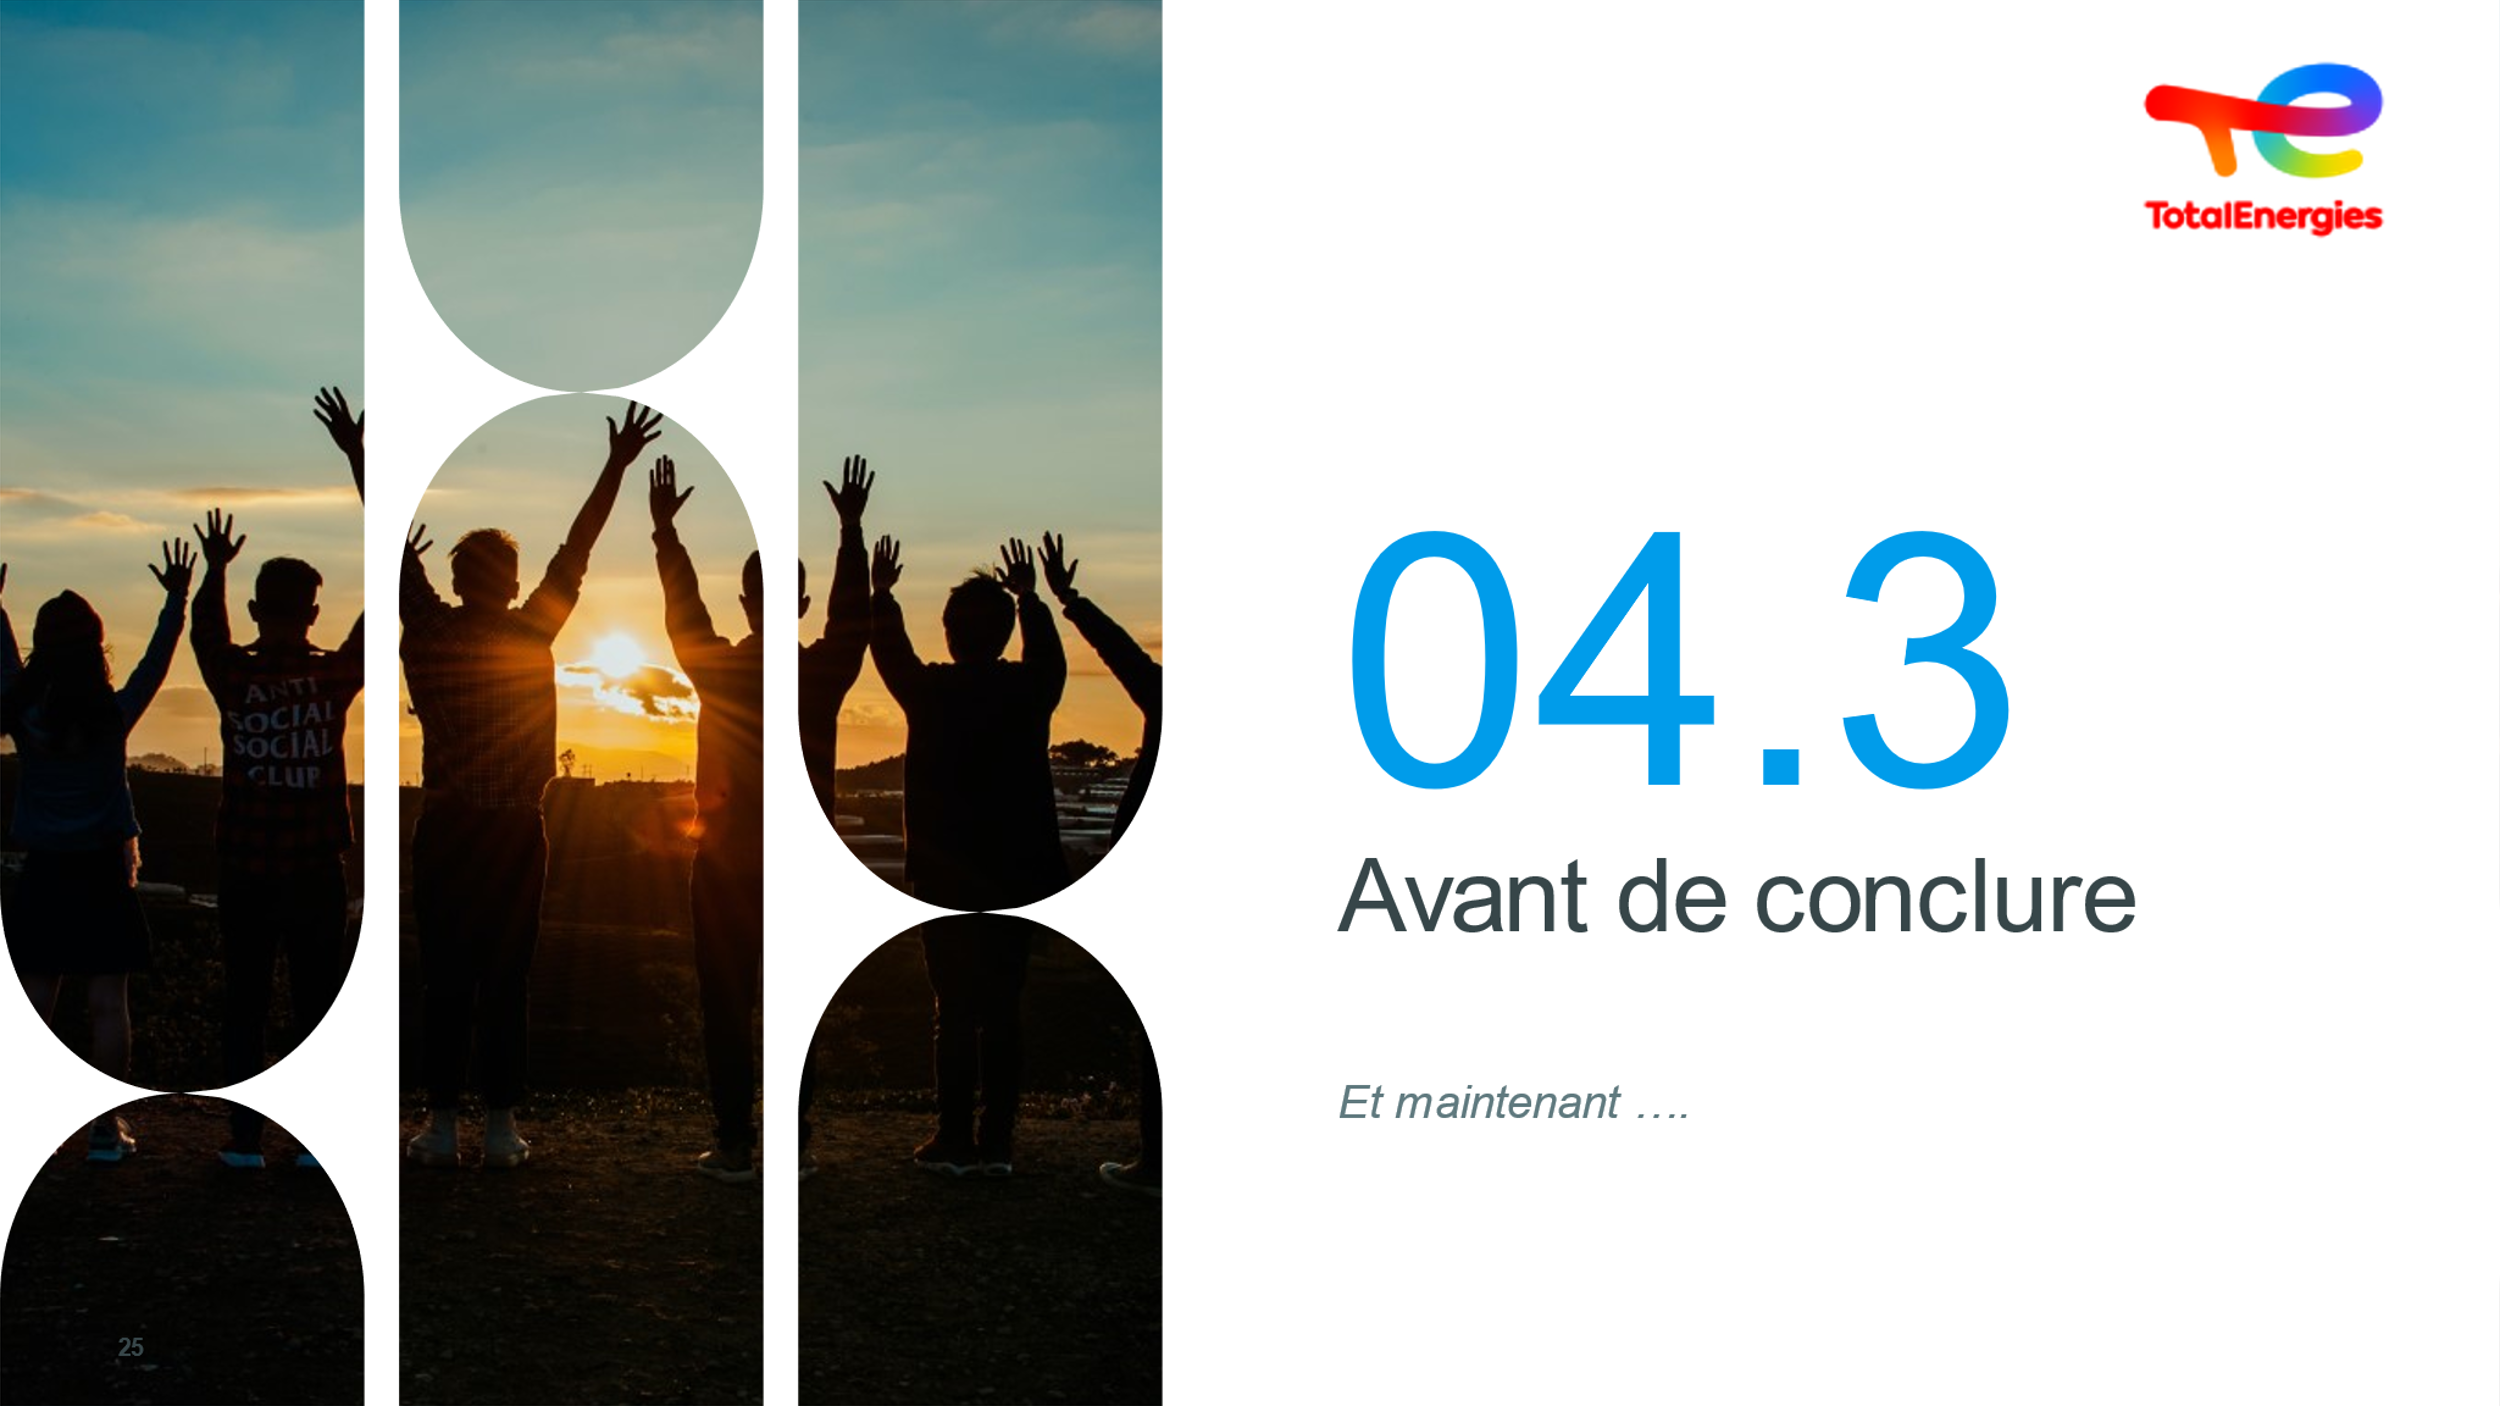 ANTI
SOCIAL
SOCIAL
CLUB
25
TotalEnergies
04.3
Avant de conclure
Et maintenant ....